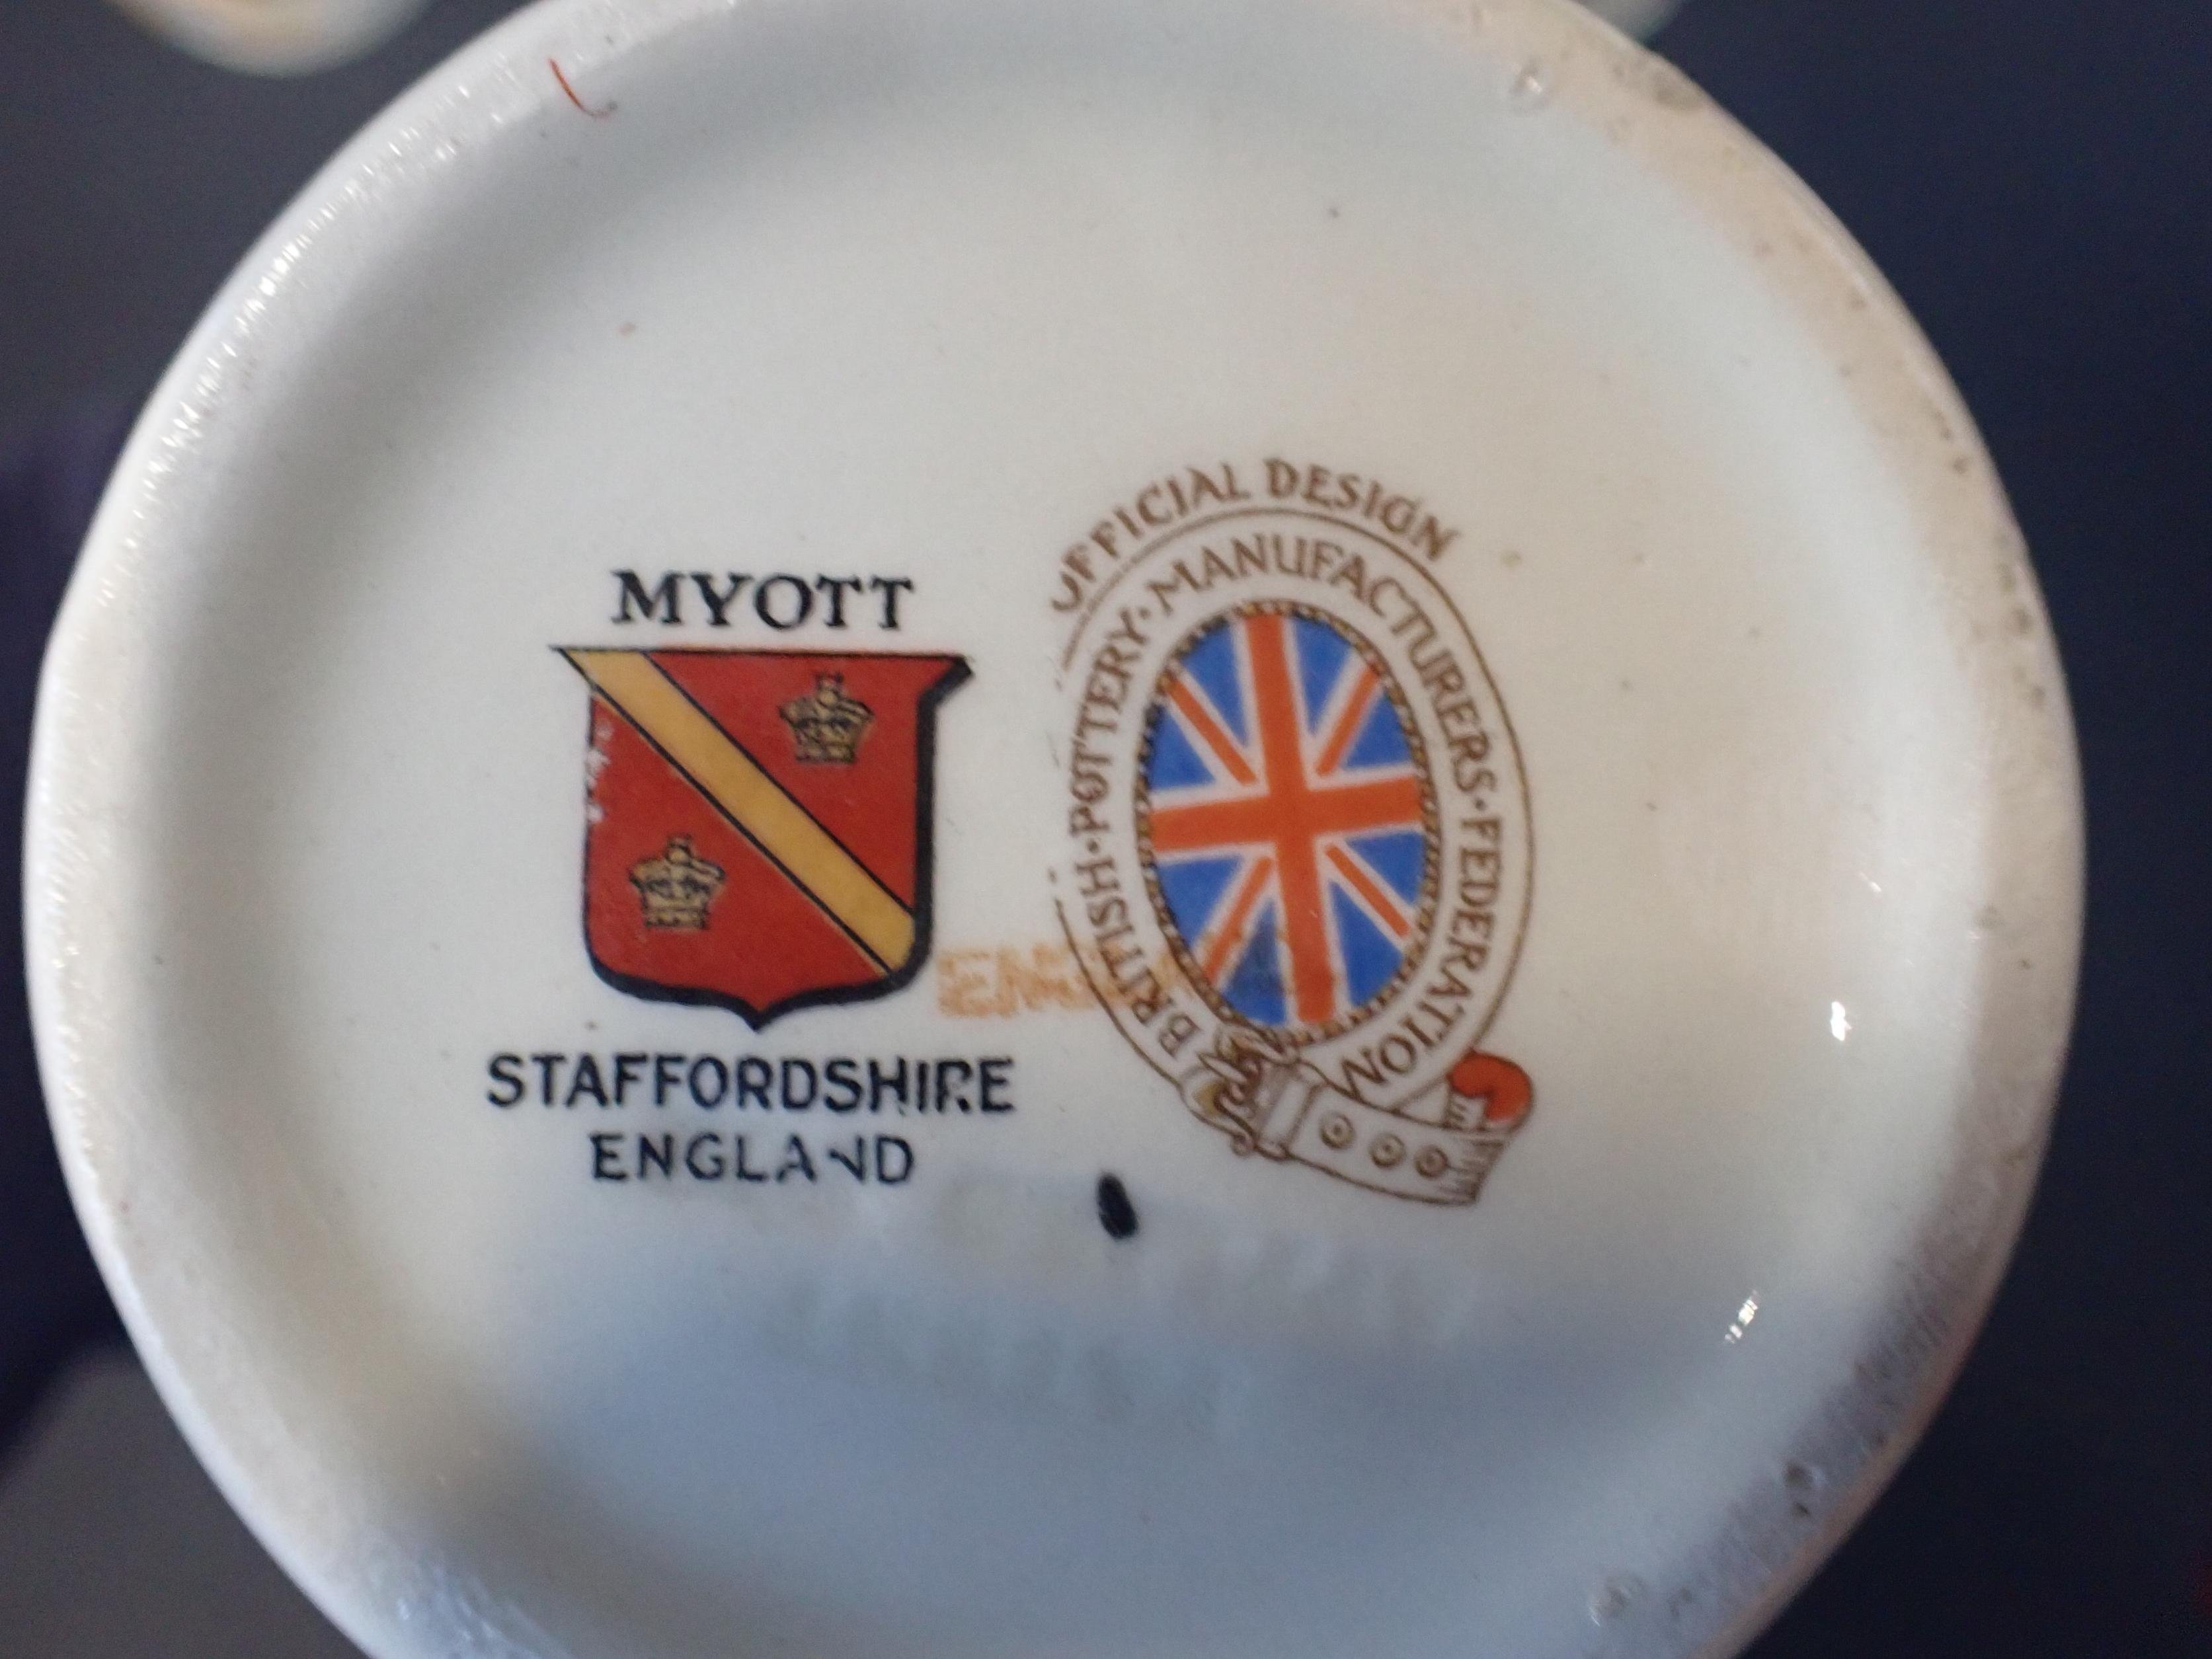 MYOTT
STAFFORDSHIRE
ENGLAND
OFFICIAL DESIGN
BRITISH·POTTERY·MANUFACTURERS·FEDERATION